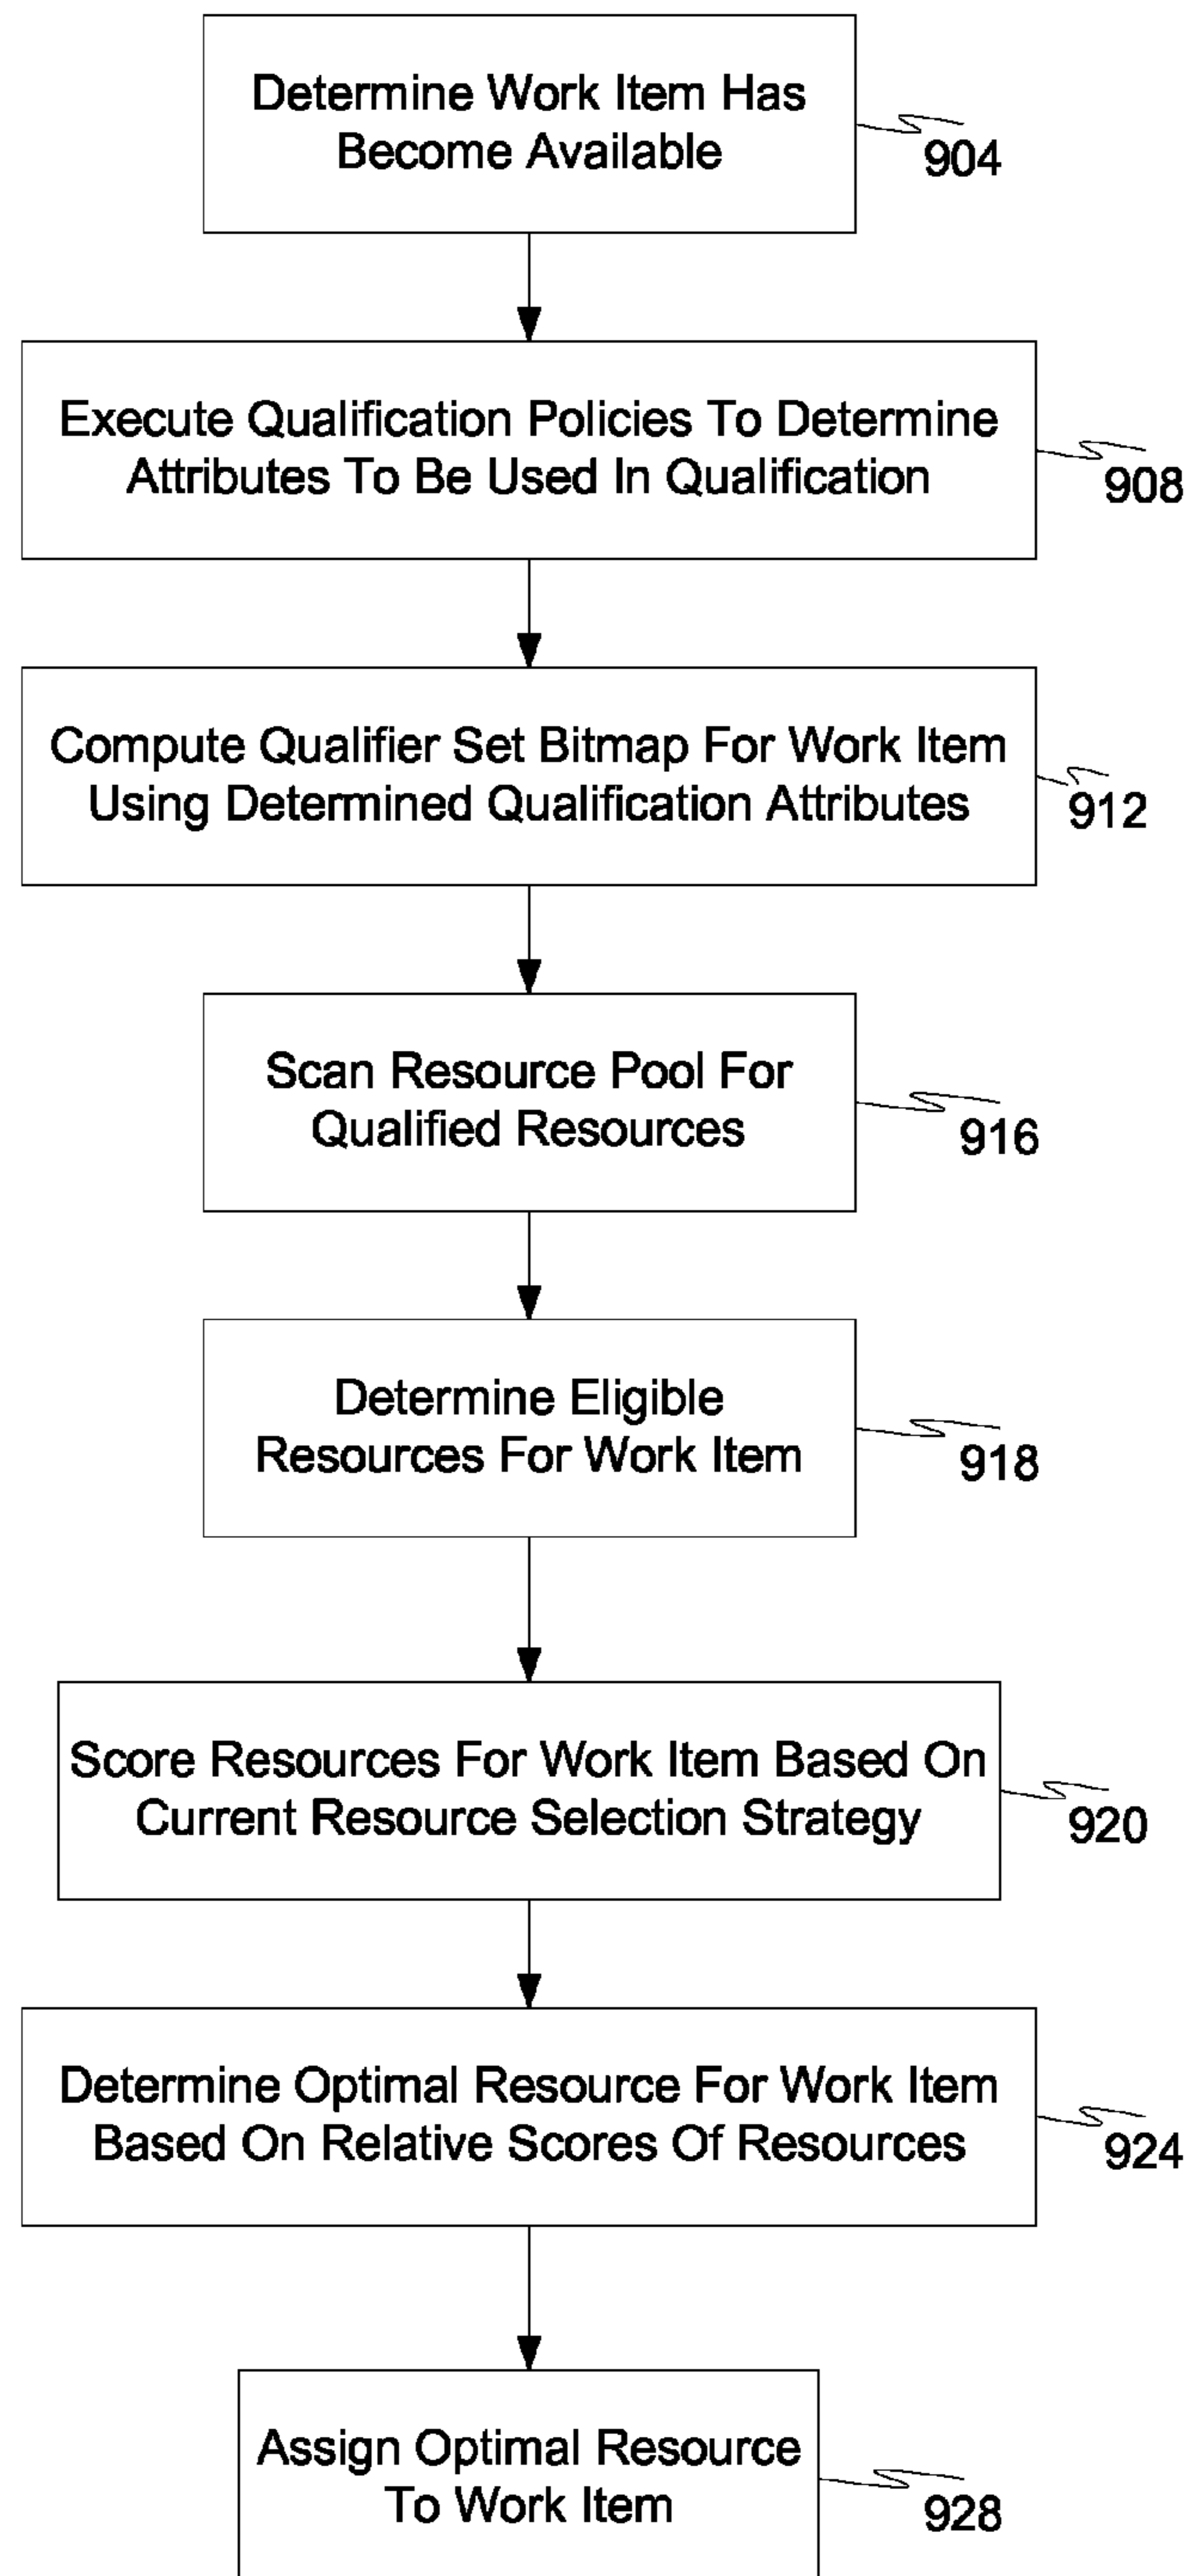 Determine Work Item Has
Become Available
904
Execute Qualification Policies To Determine
Attributes To Be Used In Qualification
908
Compute Qualifier Set Bitmap For Work Item
Using Determined Qualification Attributes
912
Scan Resource Pool For
Qualified Resources
916
Determine Eligible
Resources For Work Item
918
Score Resources For Work Item Based On
Current Resource Selection Strategy
920
Determine Optimal Resource For Work Item
Based On Relative Scores Of Resources
924
Assign Optimal Resource
To Work Item
928